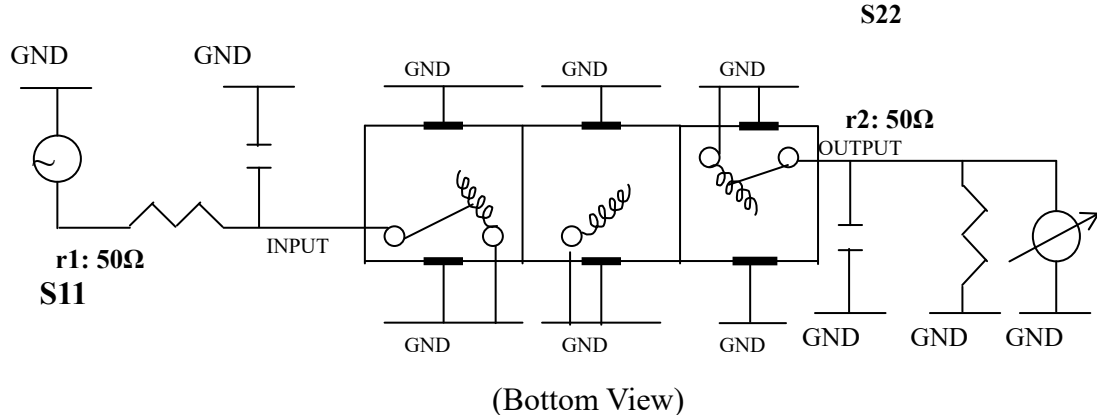 S22
GND
GND
GND
GND
GND
r2: 50Ω
OUTPUT
INPUT
r1: 50Ω
S11
GND
GND
GND
GND
GND
GND
(Bottom View)